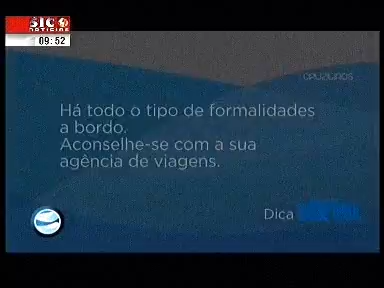 SIC
NOTÍCIAS
09:52
CRUZEIROS
Há todo o tipo de formalidades
a bordo.
Aconselhe-se com a sua
agência de viagens.
Dica